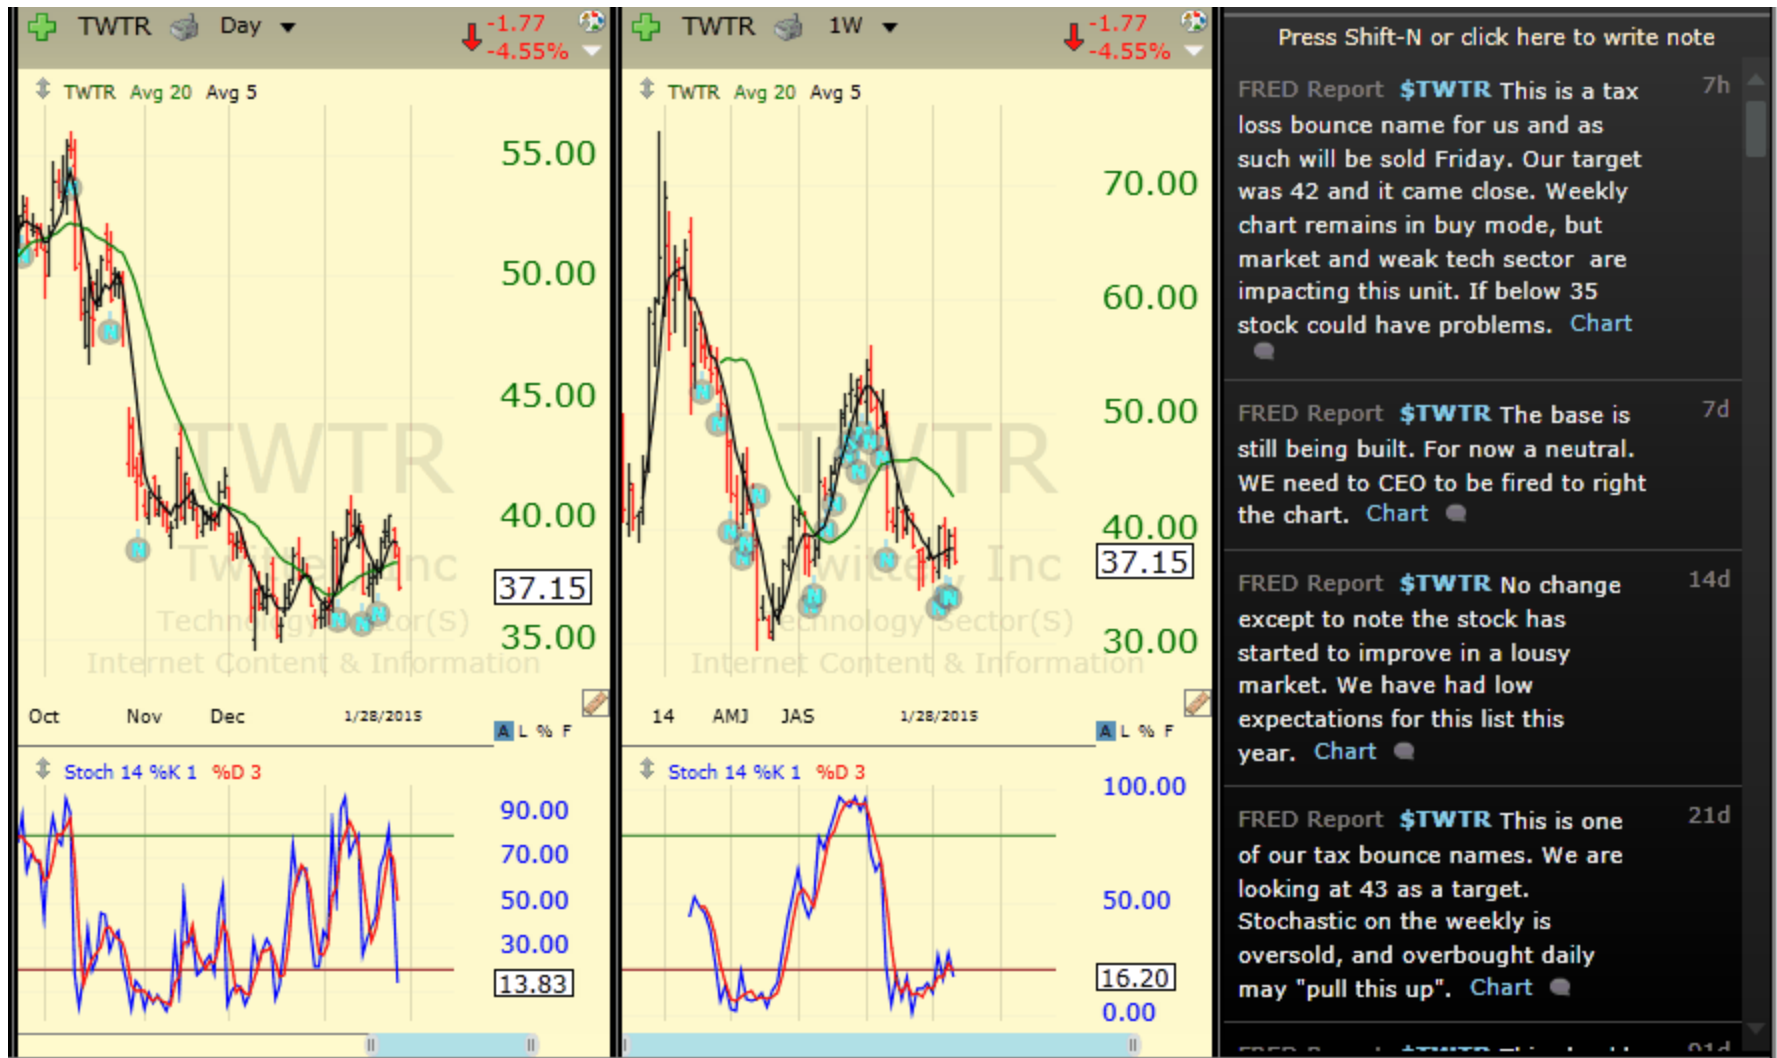 TWTR Day
-1.77
-4.55%
TWTR Avg 20 Avg 5
55.00
50.00
45.00
40.00
37.15
35.00
TWTR
Twitter, Inc
Technology Sector(S)
Internet Content & Information
Oct Nov Dec 1/28/2015
A L % F
Stoch 14 %K 1 %D 3
90.00
70.00
50.00
30.00
13.83
TWTR 1W
-1.77
-4.55%
TWTR Avg 20 Avg 5
70.00
60.00
50.00
40.00
37.15
30.00
TWTR
Twitter, Inc
Technology Sector(S)
Internet Content & Information
14 AMJ JAS 1/28/2015
A L % F
Stoch 14 %K 1 %D 3
100.00
50.00
16.20
0.00
Press Shift-N or click here to write note
FRED Report $TWTR This is a tax 7h
loss bounce name for us and as
such will be sold Friday. Our target
was 42 and it came close. Weekly
chart remains in buy mode, but
market and weak tech sector are
impacting this unit. If below 35
stock could have problems. Chart
FRED Report $TWTR The base is 7d
still being built. For now a neutral.
WE need to CEO to be fired to right
the chart. Chart
FRED Report $TWTR No change 14d
except to note the stock has
started to improve in a lousy
market. We have had low
expectations for this list this
year. Chart
FRED Report $TWTR This is one 21d
of our tax bounce names. We are
looking at 43 as a target.
Stochastic on the weekly is
oversold, and overbought daily
may "pull this up". Chart